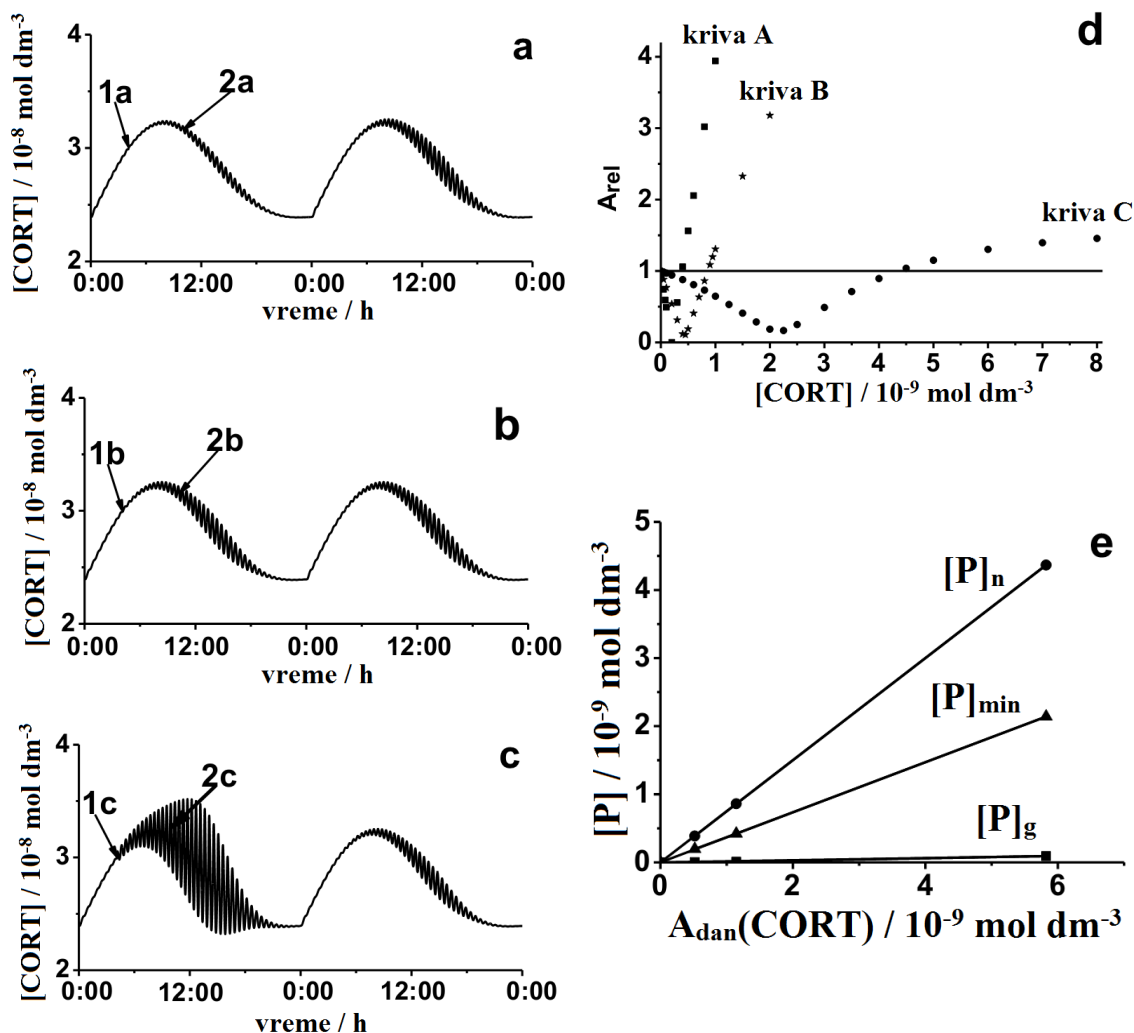 a
[CORT] / 10-8 mol dm-3
4
3
2
1a
2a
0:00 12:00 0:00 12:00 0:00
vreme / h
b
[CORT] / 10-8 mol dm-3
4
3
2
1b
2b
0:00 12:00 0:00 12:00 0:00
vreme / h
c
[CORT] / 10-8 mol dm-3
4
3
2
1c
2c
0:00 12:00 0:00 12:00 0:00
vreme / h
d
Arel
4
3
2
1
0
kriva A
kriva B
kriva C
0 1 2 3 4 5 6 7 8
[CORT] / 10-9 mol dm-3
e
[P] / 10-9 mol dm-3
5
4
3
2
1
0
[P]n
[P]min
[P]g
0 2 4 6
Adan(CORT) / 10-9 mol dm-3